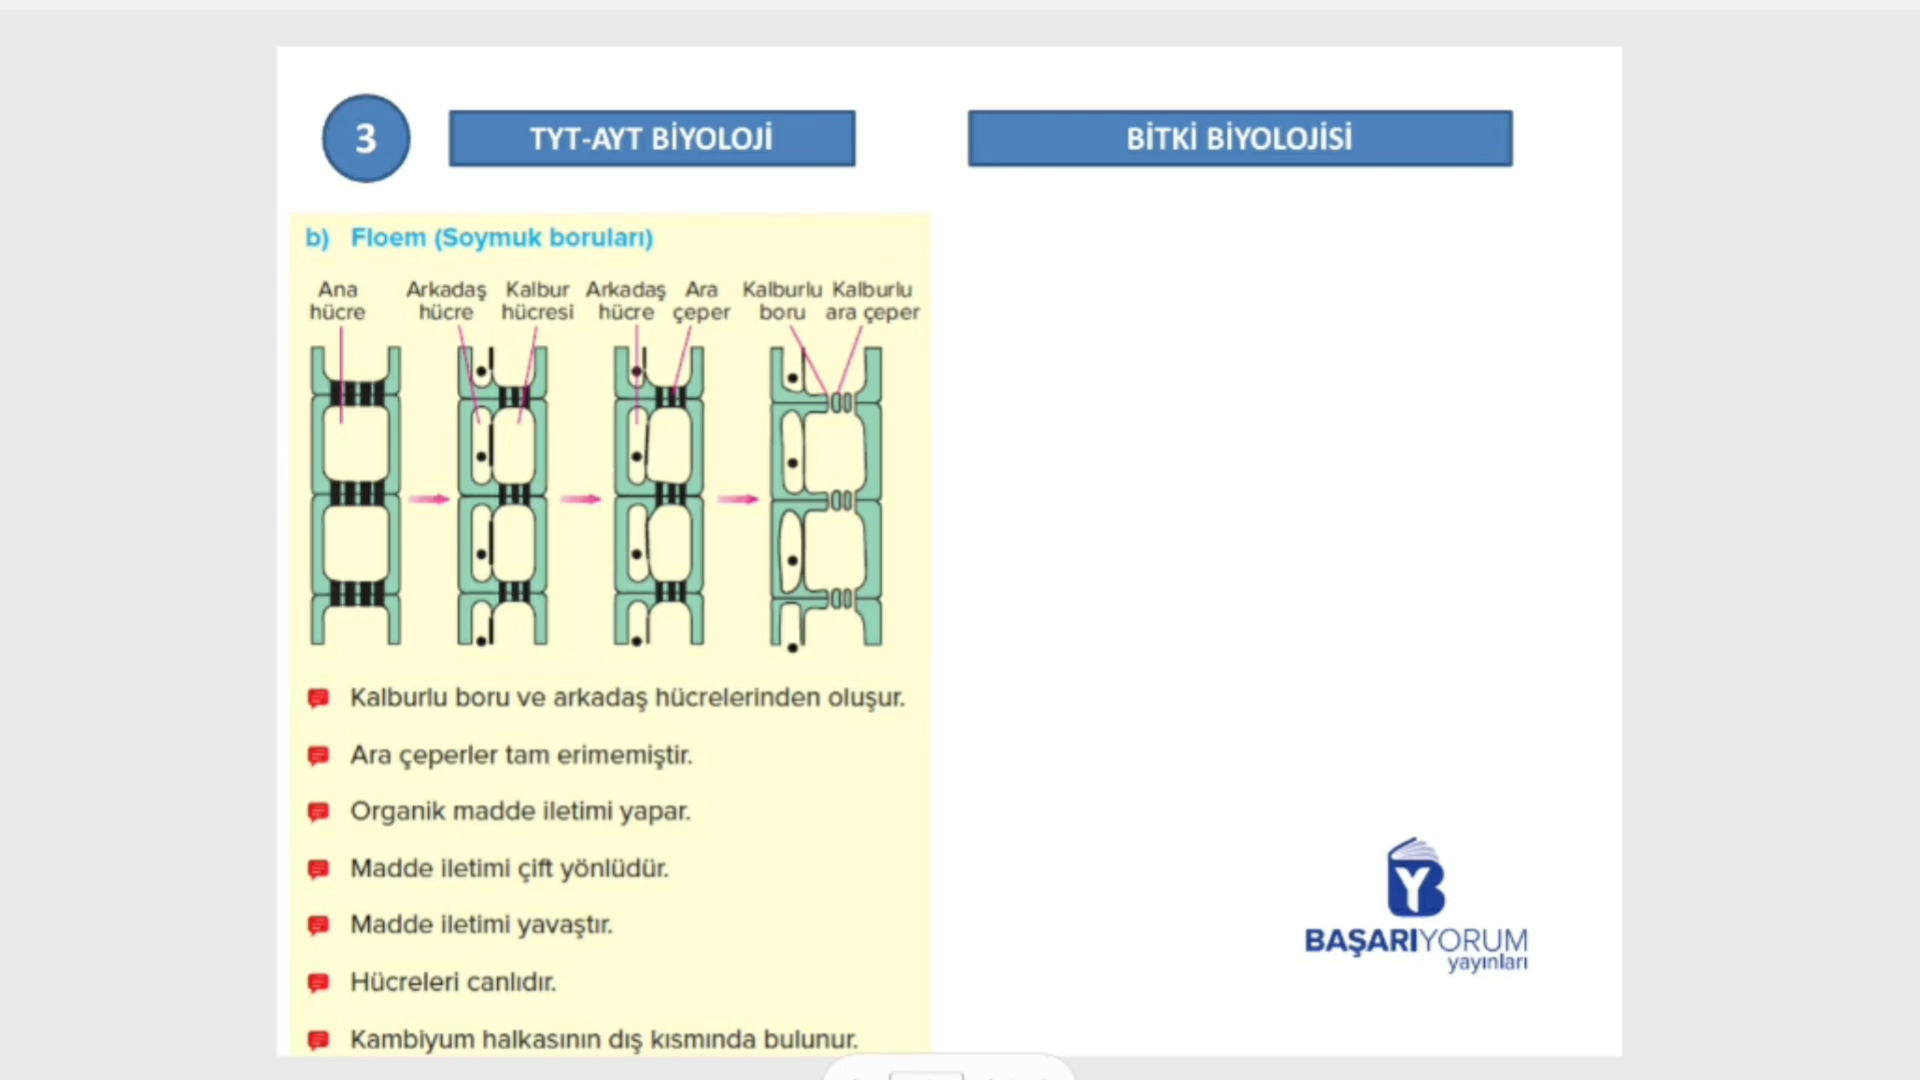 3
TYT-AYT BİYOLOJİ
BİTKİ BİYOLOJİSİ
b) Floem (Soymuk boruları)
Ana hücre
Arkadaş hücre
Kalbur hücresi
Arkadaş hücre
Ara çeper
Kalburlu boru
Kalburlu ara çeper
Kalburlu boru ve arkadaş hücrelerinden oluşur.
Ara çeperler tam erimemiştir.
Organik madde iletimi yapar.
Madde iletimi çift yönlüdür.
Madde iletimi yavaştır.
Hücreleri canlıdır.
Kambiyum halkasının dış kısmında bulunur.
BAŞARIYORUM
yayınları